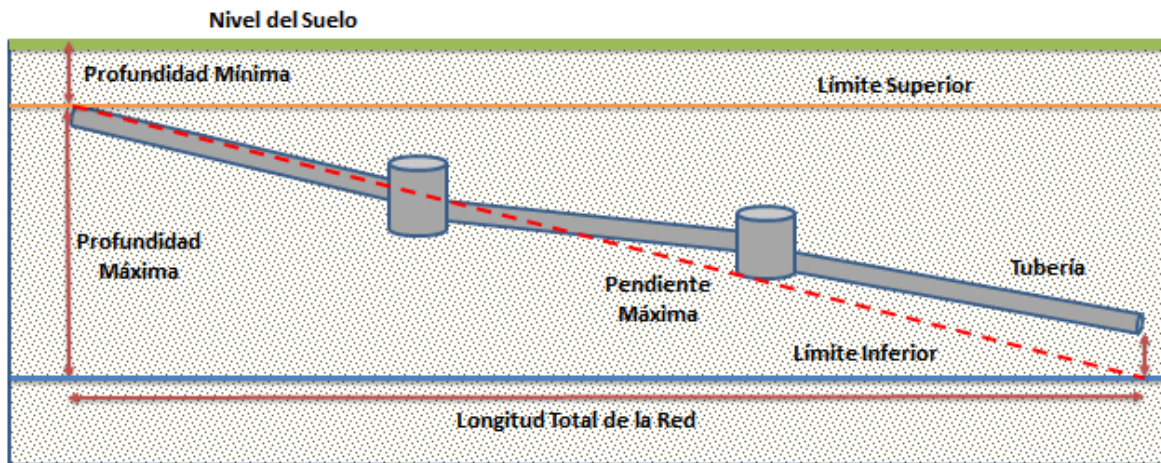 Nivel del Suelo
Profundidad Mínima
Límite Superior
Profundidad
Máxima
Tubería
Pendiente
Máxima
Límite Inferior
Longitud Total de la Red